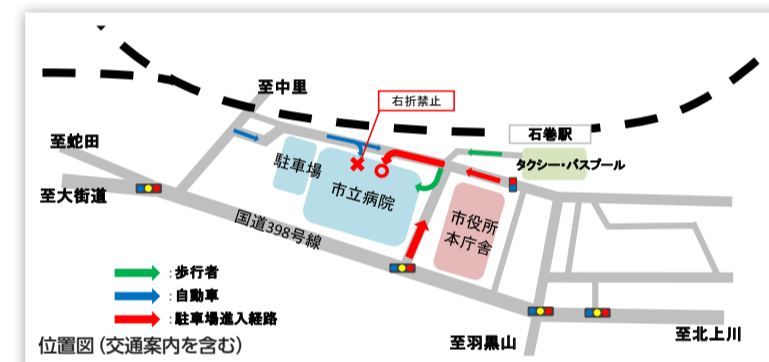 至中里
右折禁止
石巻駅
至蛇田
タクシー・バスプール
駐車場
市立病院
至大街道
市役所
本庁舎
国道398号線
:歩行者
:自動車
:駐車場進入経路
至羽黒山
至北上川
位置図(交通案内を含む)